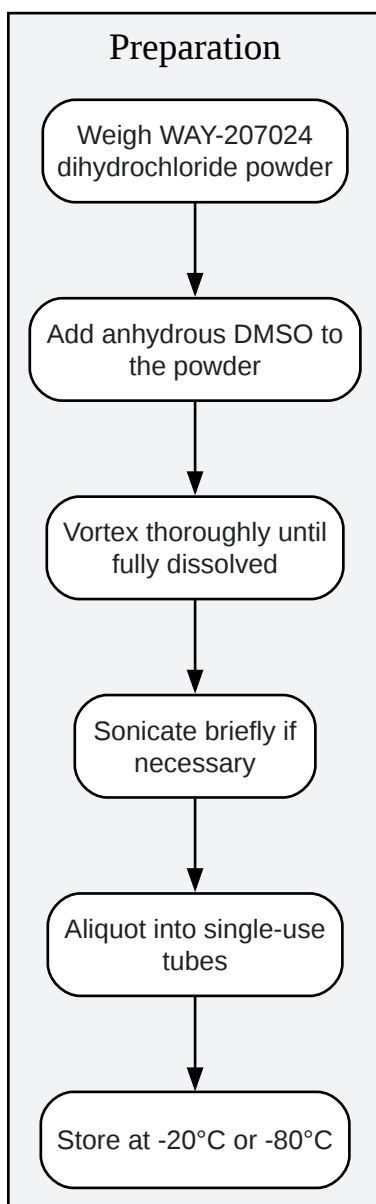 Preparation
Weigh WAY-207024
dihydrochloride powder
Add anhydrous DMSO to
the powder
Vortex thoroughly until
fully dissolved
Sonicate briefly if
necessary
Aliquot into single-use
tubes
Store at -20°C or -80°C